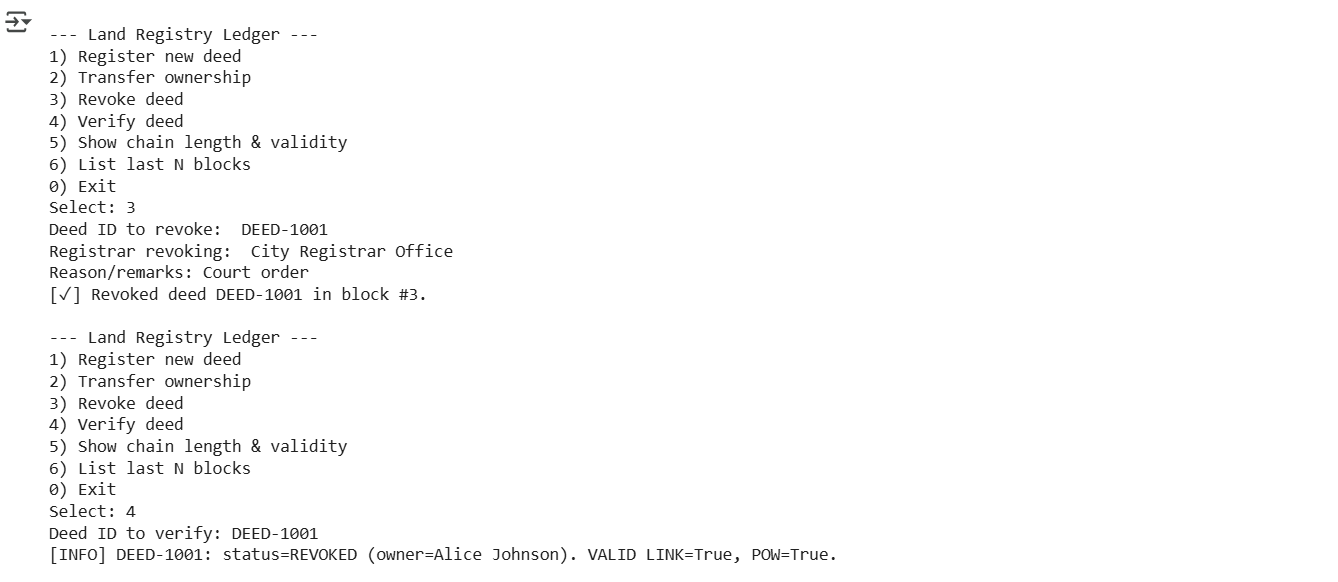 --- Land Registry Ledger ---
1) Register new deed
2) Transfer ownership
3) Revoke deed
4) Verify deed
5) Show chain length & validity
6) List last N blocks
0) Exit
Select: 3
Deed ID to revoke:  DEED-1001
Registrar revoking:  City Registrar Office
Reason/remarks: Court order
[✓] Revoked deed DEED-1001 in block #3.

--- Land Registry Ledger ---
1) Register new deed
2) Transfer ownership
3) Revoke deed
4) Verify deed
5) Show chain length & validity
6) List last N blocks
0) Exit
Select: 4
Deed ID to verify: DEED-1001
[INFO] DEED-1001: status=REVOKED (owner=Alice Johnson). VALID LINK=True, POW=True.